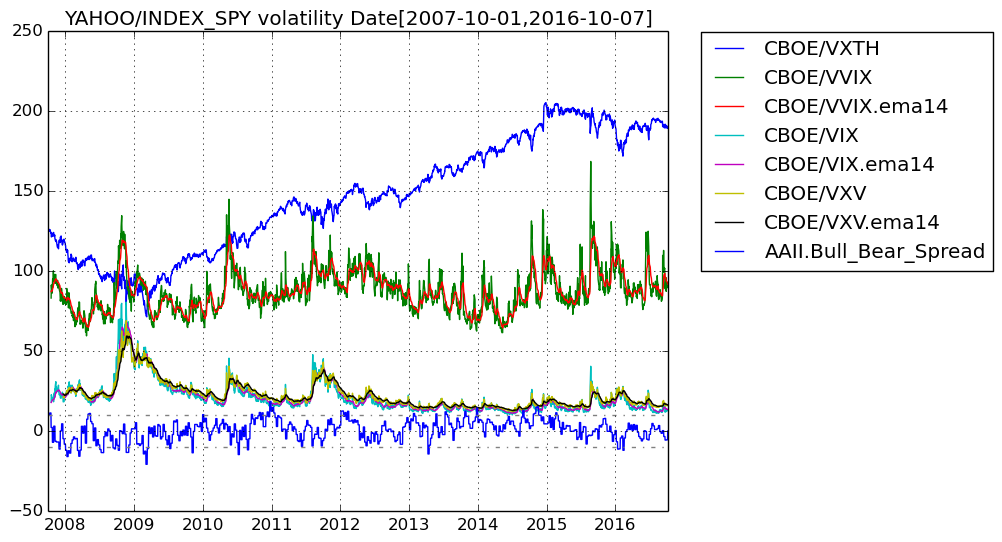 YAHOO/INDEX_SPY volatility Date[2007-10-01,2016-10-07]
250
200
150
100
50
0
−50
2008 2009 2010 2011 2012 2013 2014 2015 2016
CBOE/VXTH
CBOE/VVIX
CBOE/VVIX.ema14
CBOE/VIX
CBOE/VIX.ema14
CBOE/VXV
CBOE/VXV.ema14
AAII.Bull_Bear_Spread